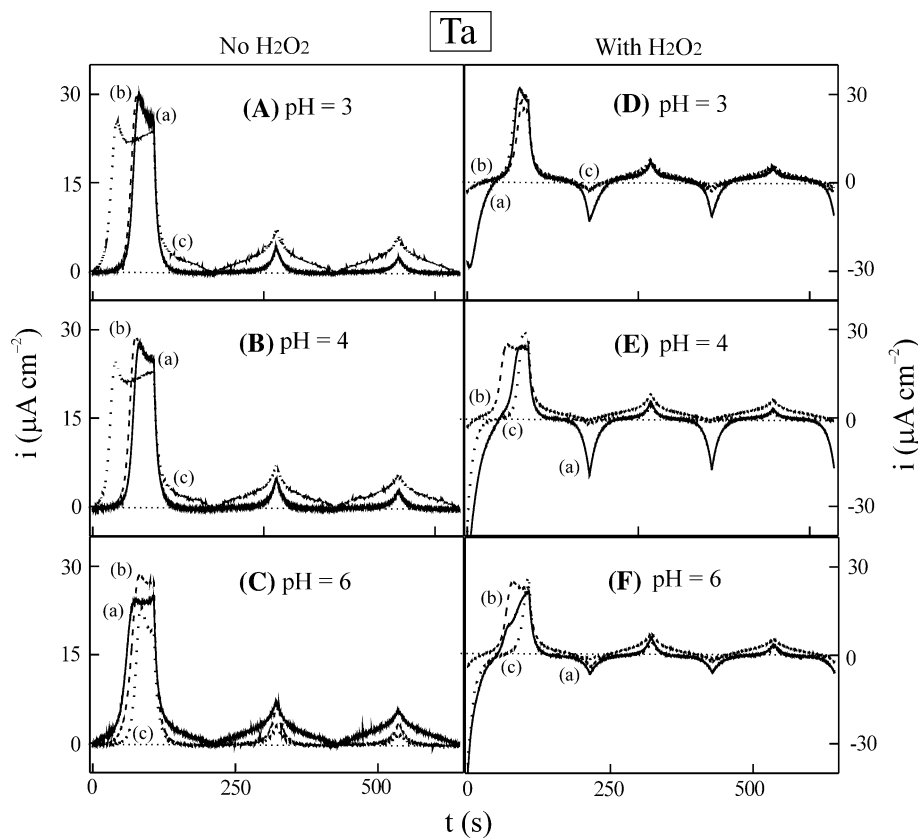 Ta
No H2O2
With H2O2
30
(b)
(a)
(A) pH = 3
15
(c)
0
(D) pH = 3
30
(b)
(c)
0
(a)
-30
30
(b)
(a)
(B) pH = 4
15
(c)
0
(E) pH = 4
30
(b)
(c)
0
(a)
-30
30
(b)
(a)
(C) pH = 6
15
(c)
0
(F) pH = 6
30
(b)
(c)
(a)
0
-30
i (μA cm⁻²)
i (μA cm⁻²)
0
250
500
0
250
500
t (s)